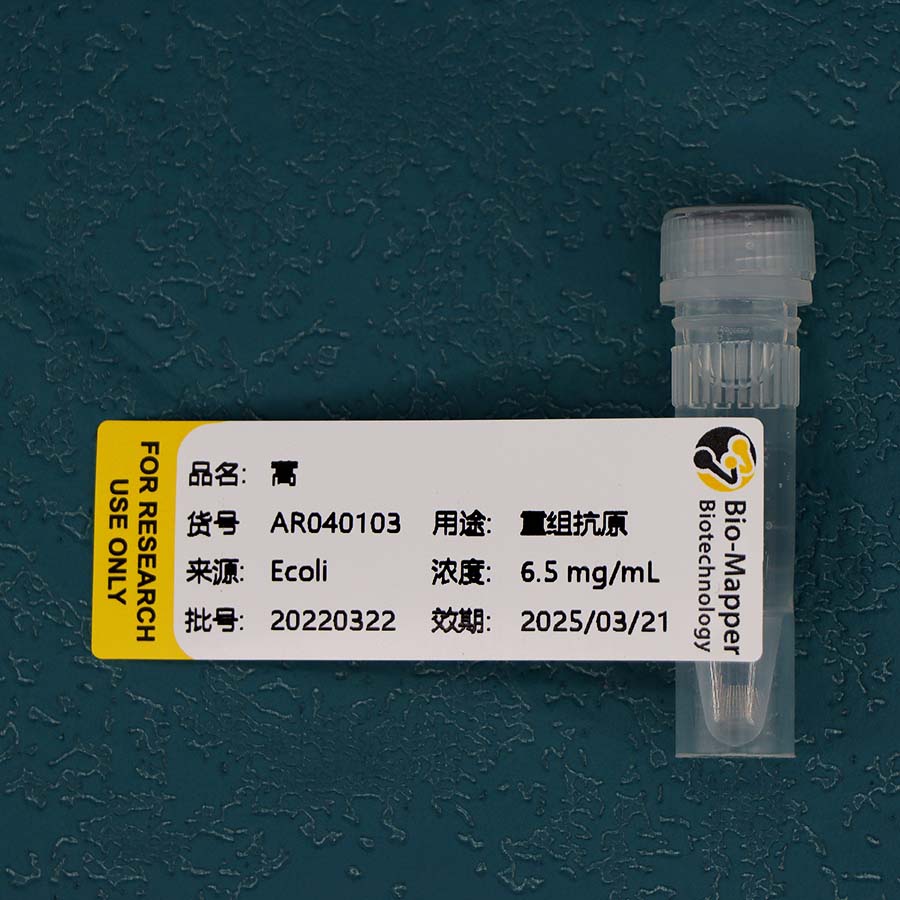 FOR RESEARCH
USE ONLY
品名: 蒿
货号 AR040103 用途: 重组抗原
来源: Ecoli 浓度: 6.5 mg/mL
批号: 20220322 效期: 2025/03/21
Bio-Mapper
Biotechnology